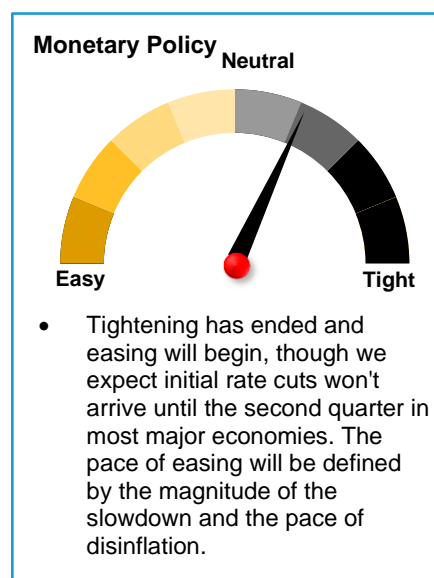 Monetary Policy
Neutral
Easy
Tight
• Tightening has ended and
easing will begin, though we
expect initial rate cuts won't
arrive until the second quarter in
most major economies. The
pace of easing will be defined
by the magnitude of the
slowdown and the pace of
disinflation.